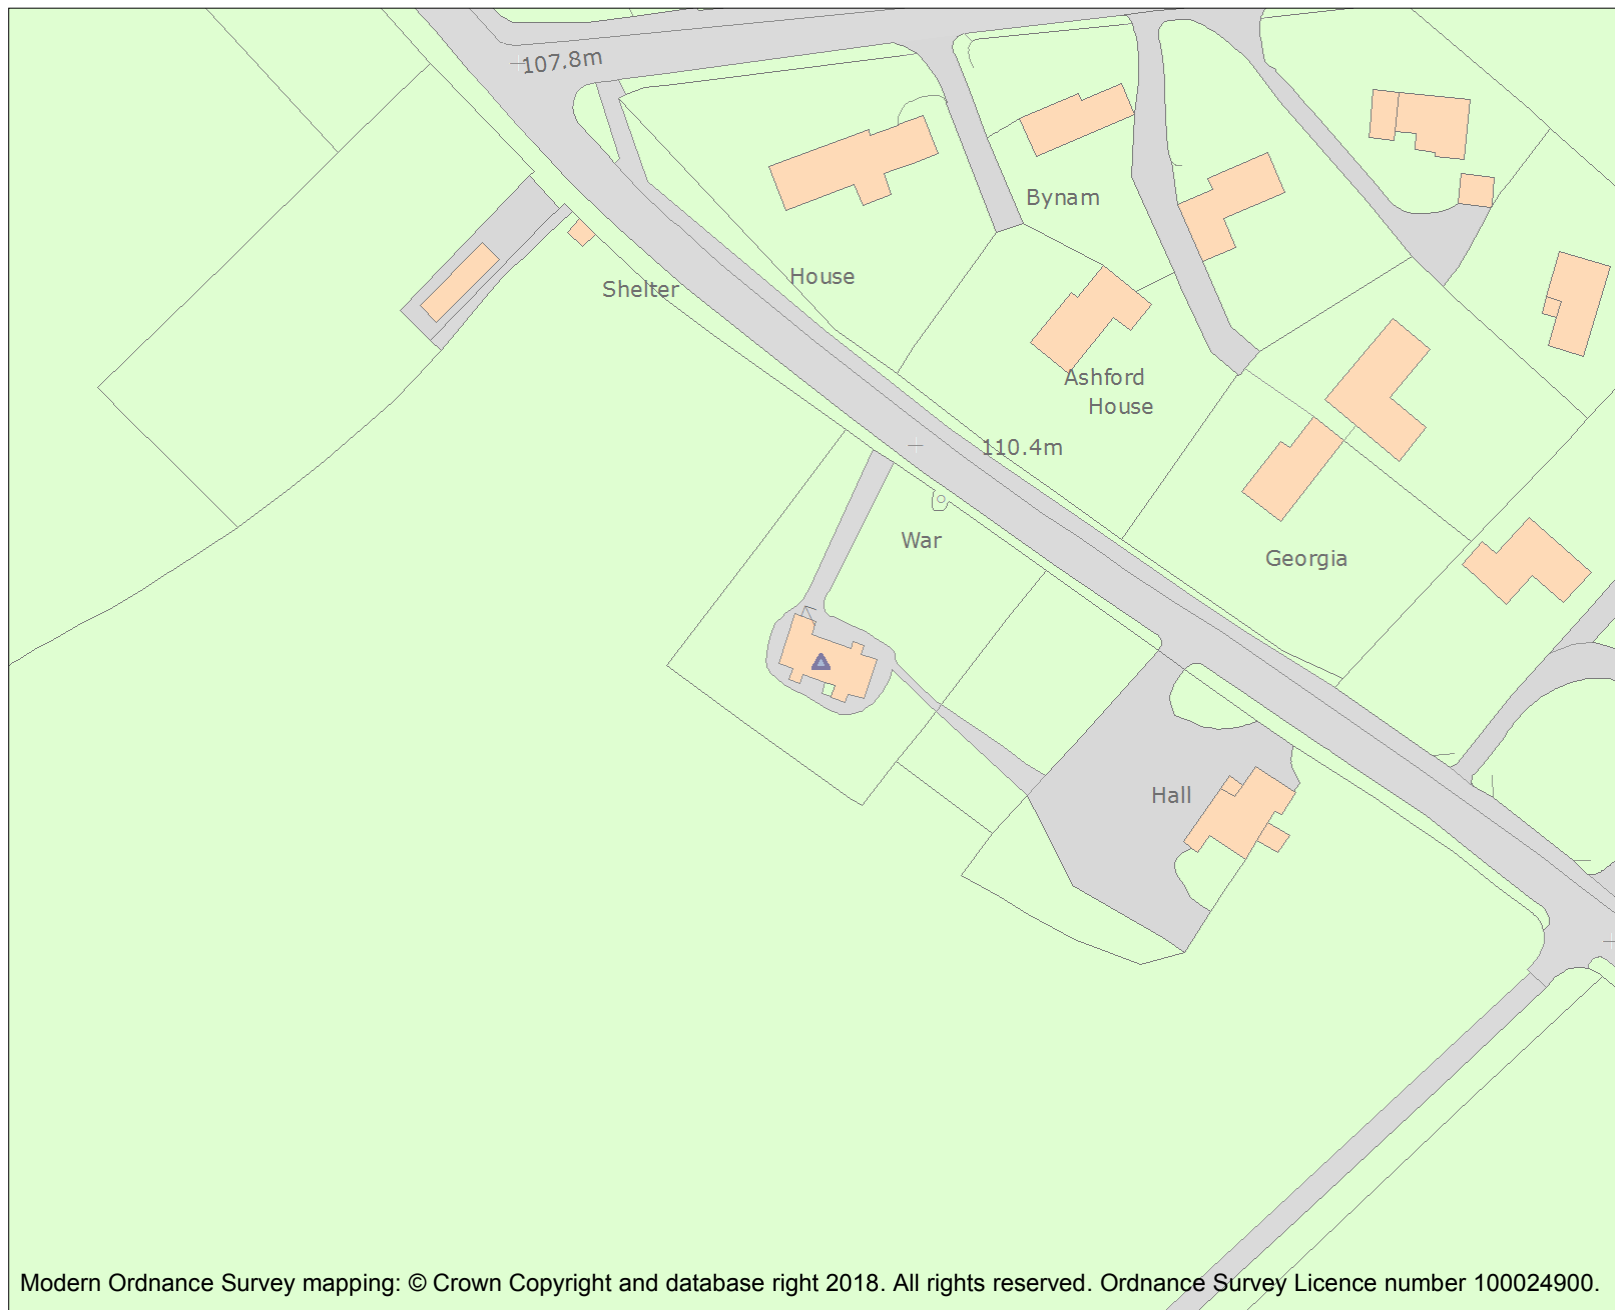 107.8m
Bynam
House
Shelter
Ashford
House
110.4m
War
Georgia
Hall
Modern Ordnance Survey mapping: © Crown Copyright and database right 2018. All rights reserved. Ordnance Survey Licence number 100024900.